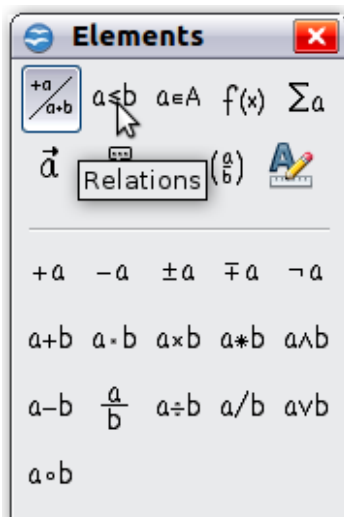 Elements
+a/a+b a≤b a∈A f(x) Σa
a⃗ (a/b) A
Relations
+a −a ±a ∓a ¬a
a+b a·b a×b a∗b a∧b
a−b a/b a÷b a/b a∨b
a∘b